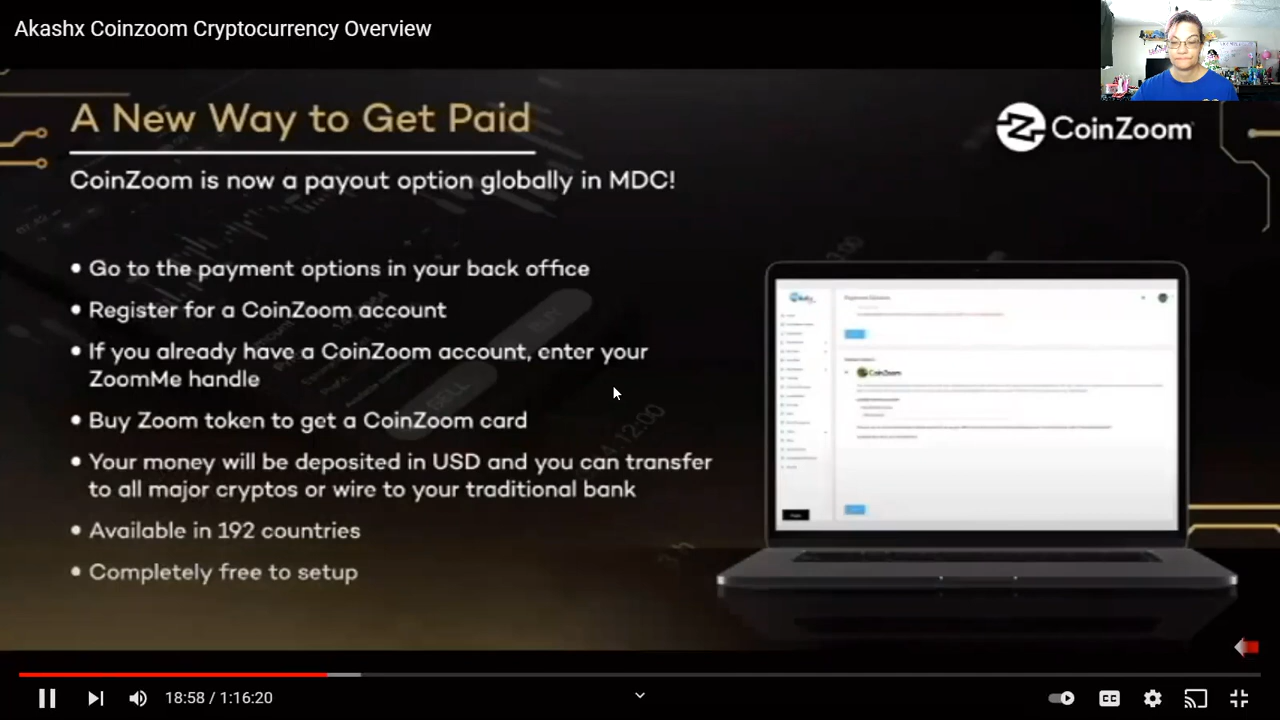 Akashx Coinzoom Cryptocurrency Overview
A New Way to Get Paid
CoinZoom
CoinZoom is now a payout option globally in MDC!
• Go to the payment options in your back office
• Register for a CoinZoom account
• If you already have a CoinZoom account, enter your
ZoomMe handle
• Buy Zoom token to get a CoinZoom card
• Your money will be deposited in USD and you can transfer
to all major cryptos or wire to your traditional bank
• Available in 192 countries
• Completely free to setup
CoinZoom
18:58 / 1:16:20
CC